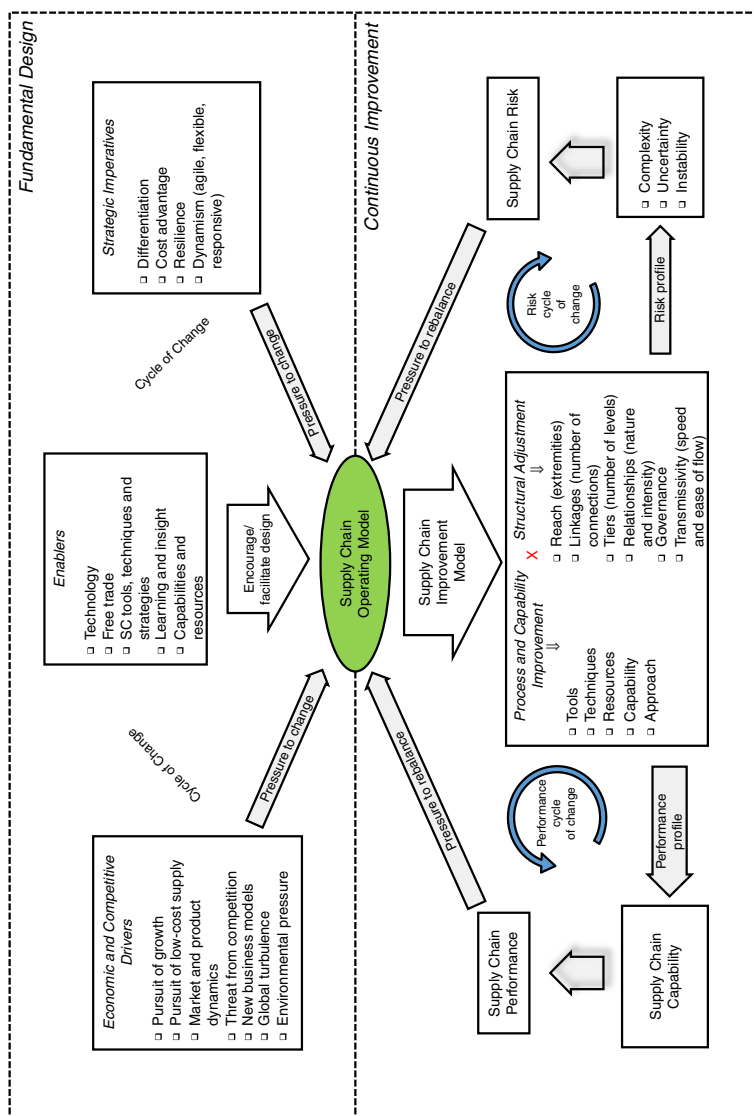 Fundamental Design
Economic and Competitive
Drivers
❑ Pursuit of growth
❑ Pursuit of low-cost supply
❑ Market and product
dynamics
❑ Threat from competition
❑ New business models
❑ Global turbulence
❑ Environmental pressure
Enablers
❑ Technology
❑ Free trade
❑ SC tools, techniques and
strategies
❑ Learning and insight
❑ Capabilities and
resources
Strategic Imperatives
❑ Differentiation
❑ Cost advantage
❑ Resilience
❑ Dynamism (agile, flexible,
responsive)
Cycle of Change
Cycle of Change
Pressure to change
Encourage/
facilitate design
Pressure to change
Supply Chain
Operating Model
Continuous Improvement
Pressure to rebalance
Supply Chain
Improvement
Model
Pressure to rebalance
Supply Chain
Performance
Performance
cycle
of change
Supply Chain
Capability
Performance
profile
Process and Capability
Improvement
⇓
❑ Tools
❑ Techniques
❑ Resources
❑ Capability
❑ Approach
X
Structural Adjustment
⇓
❑ Reach (extremities)
❑ Linkages (number of
connections)
❑ Tiers (number of levels)
❑ Relationships (nature
and intensity)
❑ Governance
❑ Transmissivity (speed
and ease of flow)
Risk
cycle of
change
Risk profile
Supply Chain Risk
❑ Complexity
❑ Uncertainty
❑ Instability